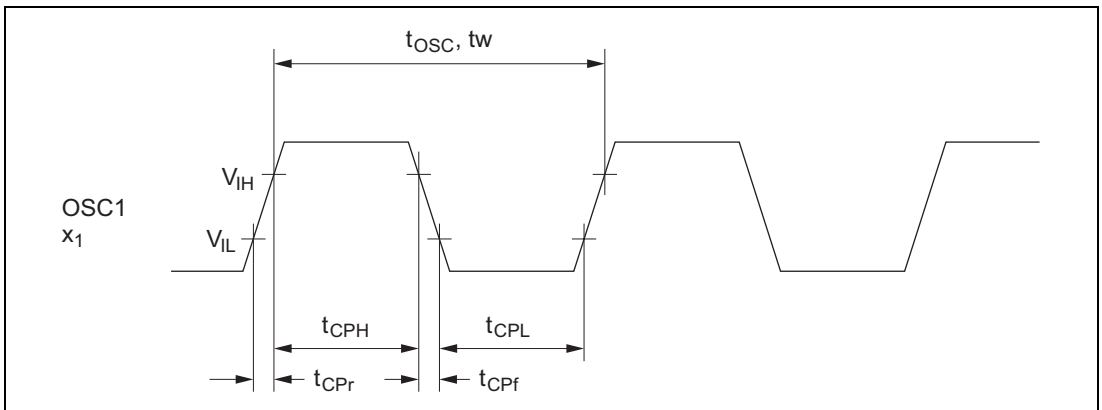 tOSC, tw
VIH
OSC1
x1
VIL
tCPH
tCPL
tCPr
tCPf